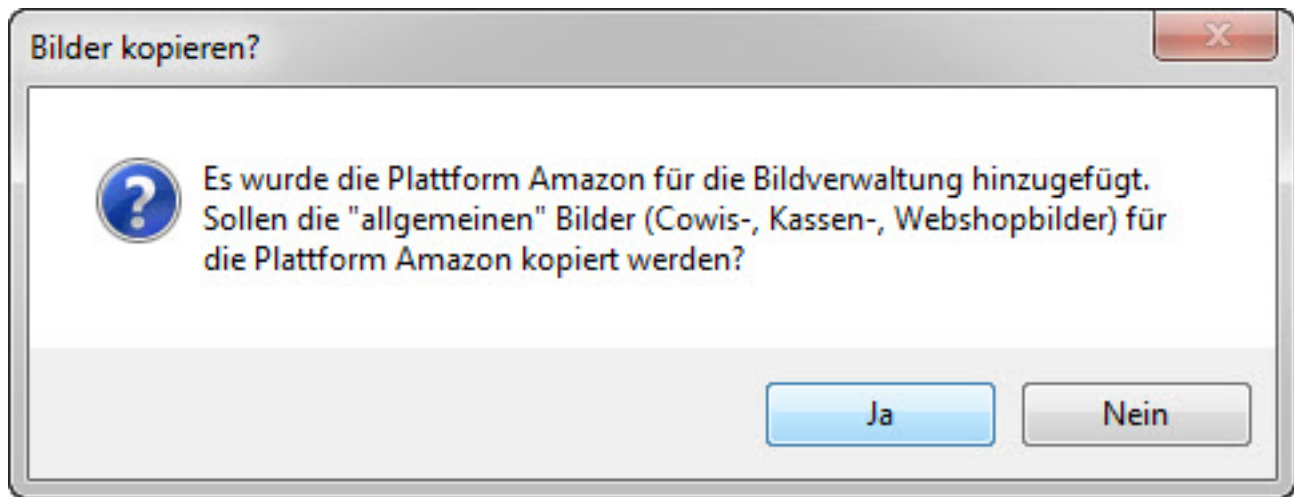 Bilder kopieren?
Es wurde die Plattform Amazon für die Bildverwaltung hinzugefügt.
Sollen die "allgemeinen" Bilder (Cowis-, Kassen-, Webshopbilder) für
die Plattform Amazon kopiert werden?
Ja
Nein